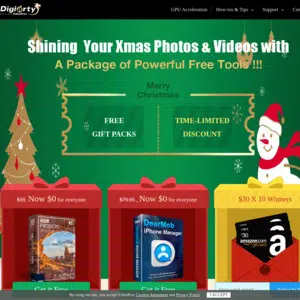 Digiarty
GPU Acceleration
How-tos & Tips
Support
Shining Your Xmas Photos & Videos with
A Package of Powerful Free Tools !!!
Merry
Christmas
FREE
GIFT PACKS
TIME-LIMITED
DISCOUNT
Now $0 for everyone
$79.95, Now $0 for everyone
$30 X 10 Winners
HDR
PROJECTS
DearMob
iPhone Manager
$30
amazon.com
Get it Free
Get it Free
By using our site, you accept
License Agreement and Privacy Policy
I ACCEPT